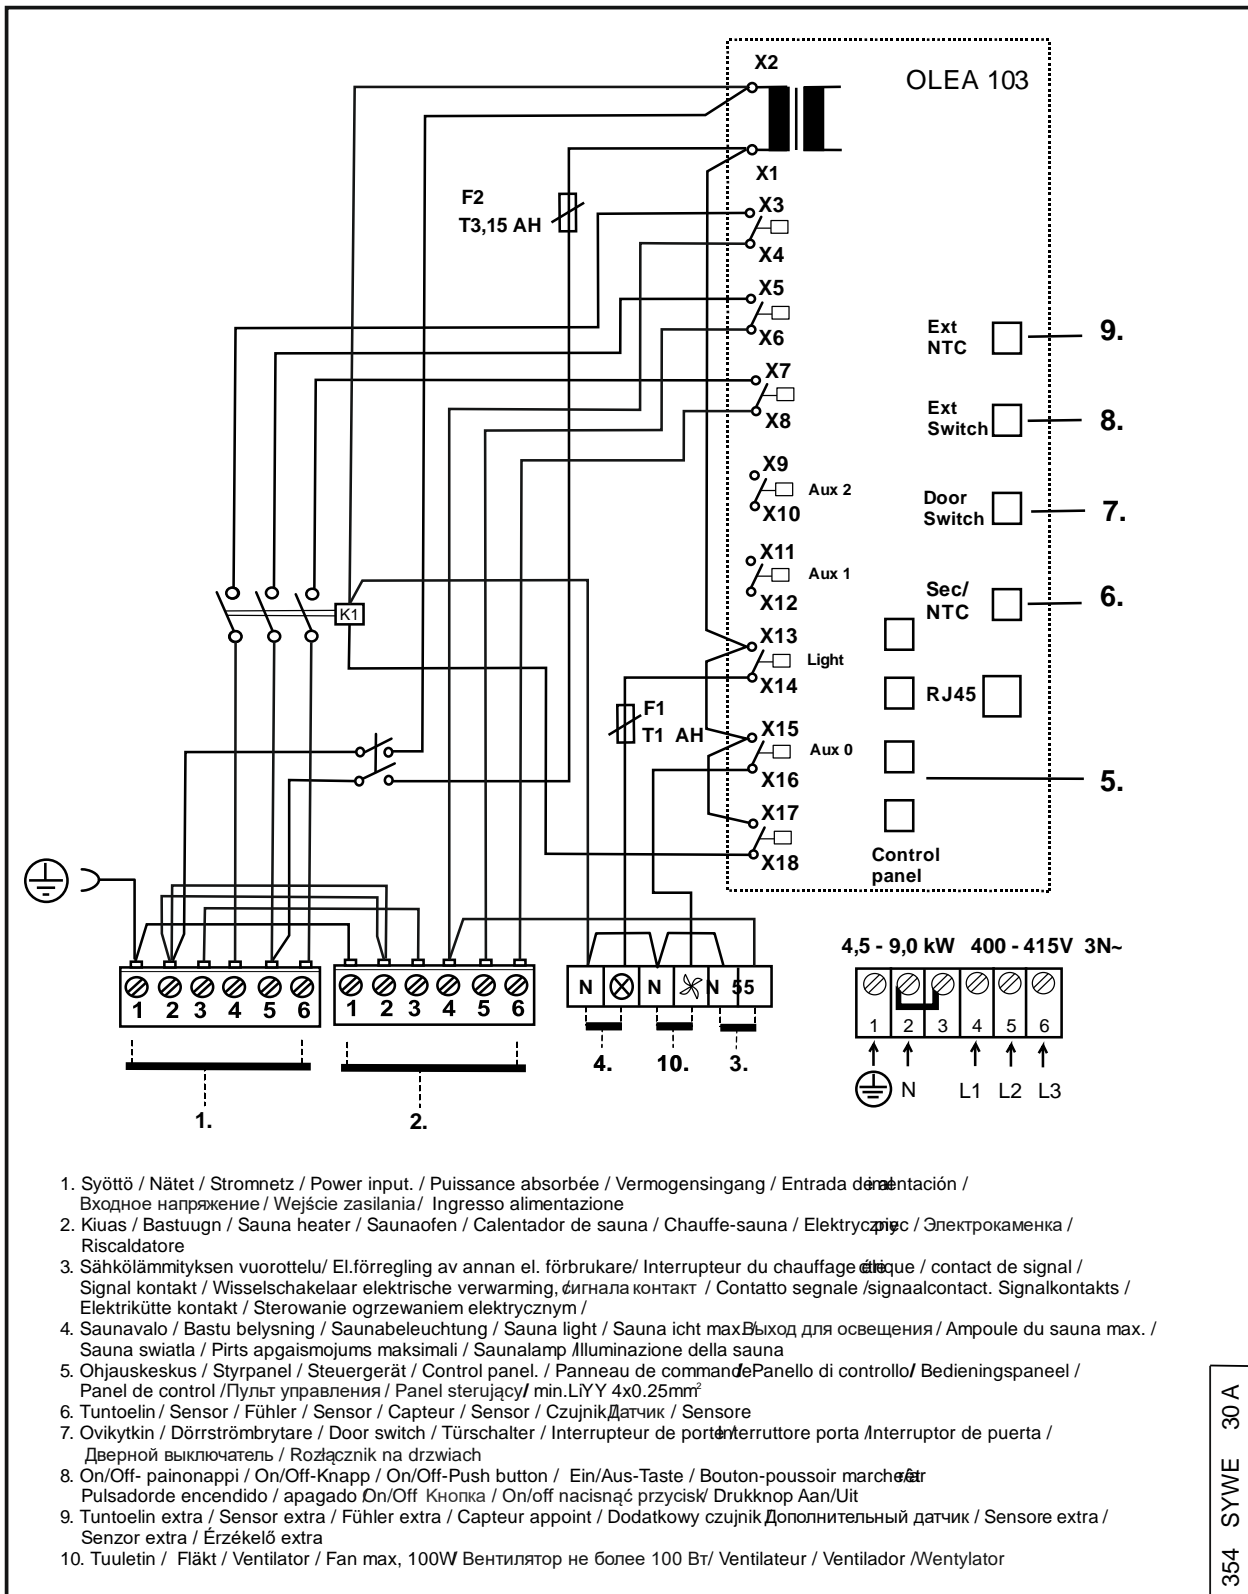 X2
OLEA 103
X1
F2
T3,15 AH
X3
X4
X5
X6
Ext
NTC
9.
X7
X8
Ext
Switch
8.
X9
Aux 2
X10
Door
Switch
7.
X11
Aux 1
X12
Sec/
NTC
6.
K1
X13
Light
X14
RJ45
F1
T1 AH
X15
Aux 0
X16
5.
X17
X18
Control
panel
4,5 - 9,0 kW 400 - 415V 3N~
1 2 3 4 5 6
1 2 3 4 5 6
N N N 55
1 2 3 4 5 6
N L1 L2 L3
1.
2.
4.
10.
3.
1. Syöttö / Nätet / Stromnetz / Power input. / Puissance absorbée / Vermogensingang / Entrada
Входное напряжение / Wejście zasilania / Ingresso alimentazione
2. Kiuas / Bastuugn / Sauna heater / Saunaofen / Calentador de sauna / Chauffe-sauna / / Электрокаменка /
Riscaldatore
3. Sähkölämmityksen vuorottelu/ El.förregling av annan el. förbrukare/ Interrupteur du chauffage / contact de signal /
Signal kontakt / Wisselschakelaar elektrische verwarming, сигнала контакт / Contatto segnale /signaalcontact. Signalkontakts /
Elektrikütte kontakt / Sterowanie ogrzewaniem elektrycznym /
4. Saunavalo / Bastu belysning / Saunabeleuchtung / Sauna light / Sauna icht max. Выход для освещения / Ampoule du sauna max. /
Sauna swiatla / Pirts apgaismojums maksimali / Saunalamp /Illuminazione della sauna
5. Ohjauskeskus / Styrpanel / Steuergerät / Control panel. / Panneau de commande/Panello di controllo/ Bedieningspaneel /
Panel de control /Пульт управления / Panel sterujący/ min.LiYY 4x0.25mm²
6. Tuntoelin / Sensor / Fühler / Sensor / Capteur / Sensor / Czujnik Датчик / Sensore
7. Ovikytkin / Dörrströmbrytare / Door switch / Türschalter / Interrupteur de porte porta /Interruptor de puerta /
Дверной выключатель / Rozłącznik na drzwiach
8. On/Off- painonappi / On/Off-Knapp / On/Off-Push button / Ein/Aus-Taste / Bouton-poussoir
Pulsadorde encendido / apagado /On/Off Кнопка / On/off nacisnąć przycisk/ Drukknop Aan/Uit
9. Tuntoelin extra / Sensor extra / Fühler extra / Capteur appoint / Dodatkowy czujnik Дополнительный датчик / Sensore extra /
Senzor extra / Érzékelő extra
10. Tuuletin / Fläkt / Ventilator / Fan max, 100W/ Вентилятор не более 100 Вт/ Ventilateur / Ventilador /Wentylator
354 SYWE 30 A